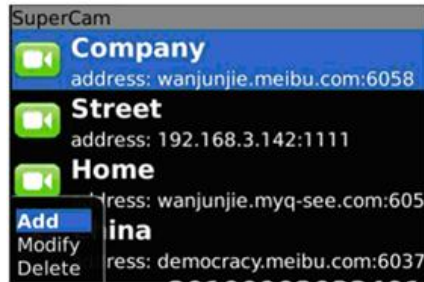 SuperCam
Company
address: wanjunjie.meibu.com:6058
Street
address: 192.168.3.142:1111
Home
dress: wanjunjie.myq-see.com:605
Add
ina
Modify
Delete
ress: democracy.meibu.com:6037